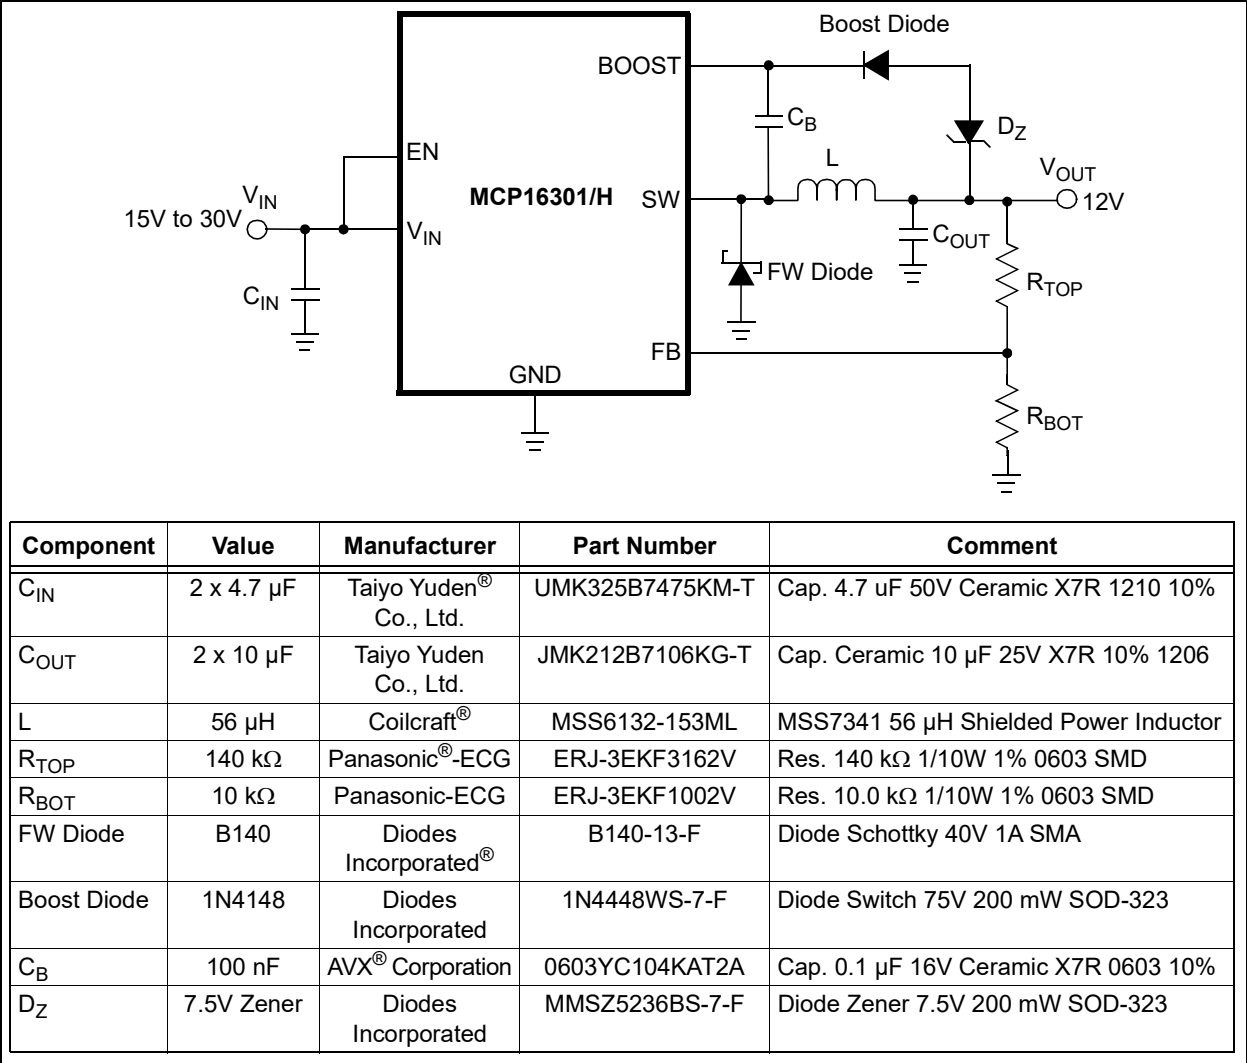 Boost Diode
BOOST
C_B
D_Z
EN
L
V_OUT
MCP16301/H
SW
12V
V_IN
15V to 30V
V_IN
C_OUT
FW Diode
C_IN
R_TOP
FB
GND
R_BOT
Component Value Manufacturer Part Number Comment
C_IN 2 x 4.7 µF Taiyo Yuden® UMK325B7475KM-T Cap. 4.7 uF 50V Ceramic X7R 1210 10%
Co., Ltd.
C_OUT 2 x 10 µF Taiyo Yuden JMK212B7106KG-T Cap. Ceramic 10 µF 25V X7R 10% 1206
Co., Ltd.
L 56 µH Coilcraft® MSS6132-153ML MSS7341 56 µH Shielded Power Inductor
R_TOP 140 kΩ Panasonic®-ECG ERJ-3EKF3162V Res. 140 kΩ 1/10W 1% 0603 SMD
R_BOT 10 kΩ Panasonic-ECG ERJ-3EKF1002V Res. 10.0 kΩ 1/10W 1% 0603 SMD
FW Diode B140 Diodes B140-13-F Diode Schottky 40V 1A SMA
Incorporated®
Boost Diode 1N4148 Diodes 1N4448WS-7-F Diode Switch 75V 200 mW SOD-323
Incorporated
C_B 100 nF AVX® Corporation 0603YC104KAT2A Cap. 0.1 µF 16V Ceramic X7R 0603 10%
D_Z 7.5V Zener Diodes MMSZ5236BS-7-F Diode Zener 7.5V 200 mW SOD-323
Incorporated